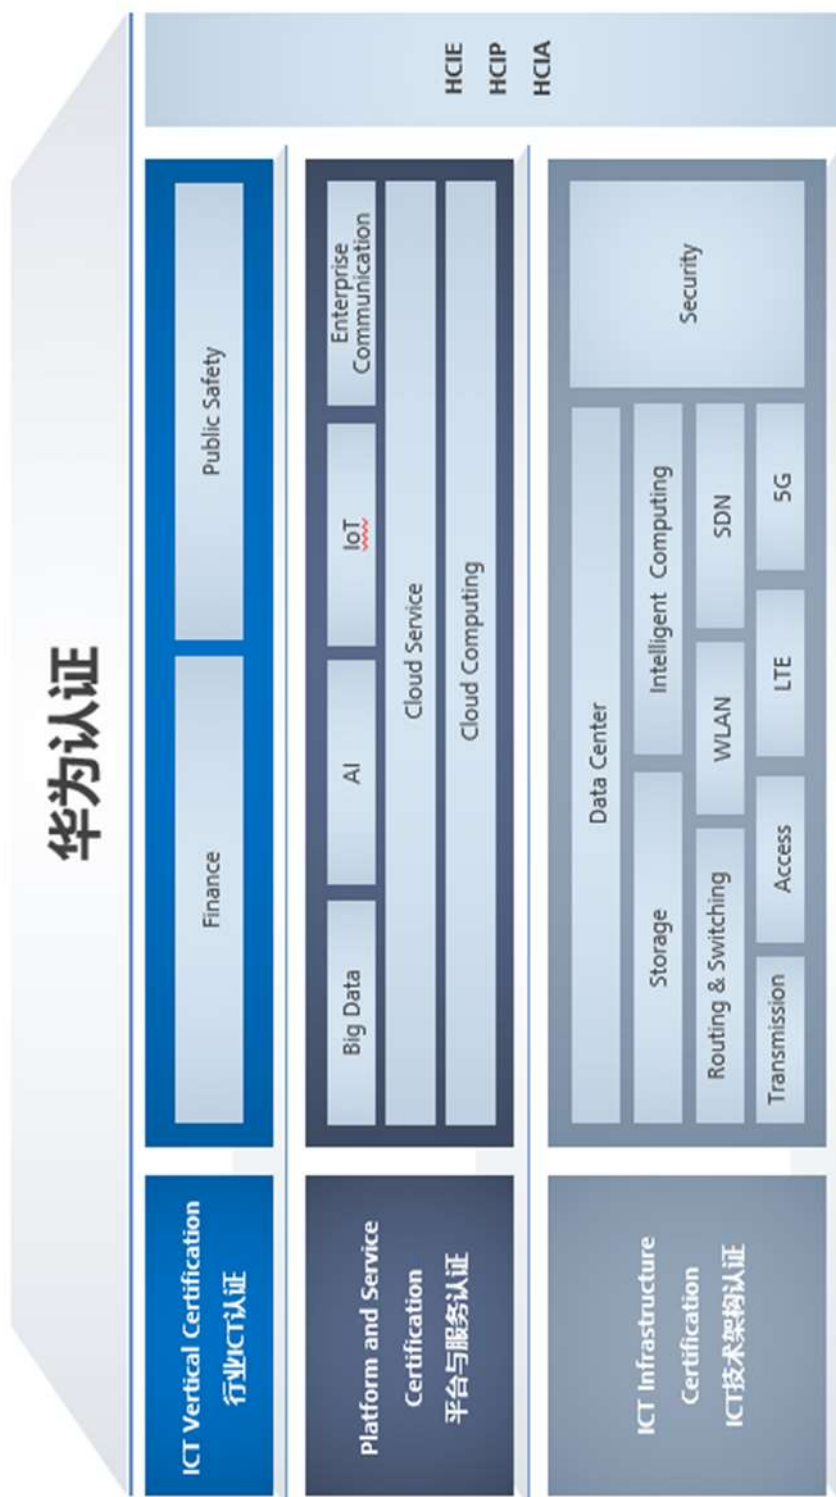 华为认证
ICT Vertical Certification
行业ICT认证
Finance
Public Safety
Platform and Service
Certification
平台与服务认证
Big Data
AI
IoT
Enterprise
Communication
Cloud Service
Cloud Computing
ICT Infrastructure
Certification
ICT技术架构认证
Data Center
Storage
Intelligent Computing
Routing & Switching
WLAN
SDN
Transmission
Access
LTE
5G
Security
HCIE
HCIP
HCIA